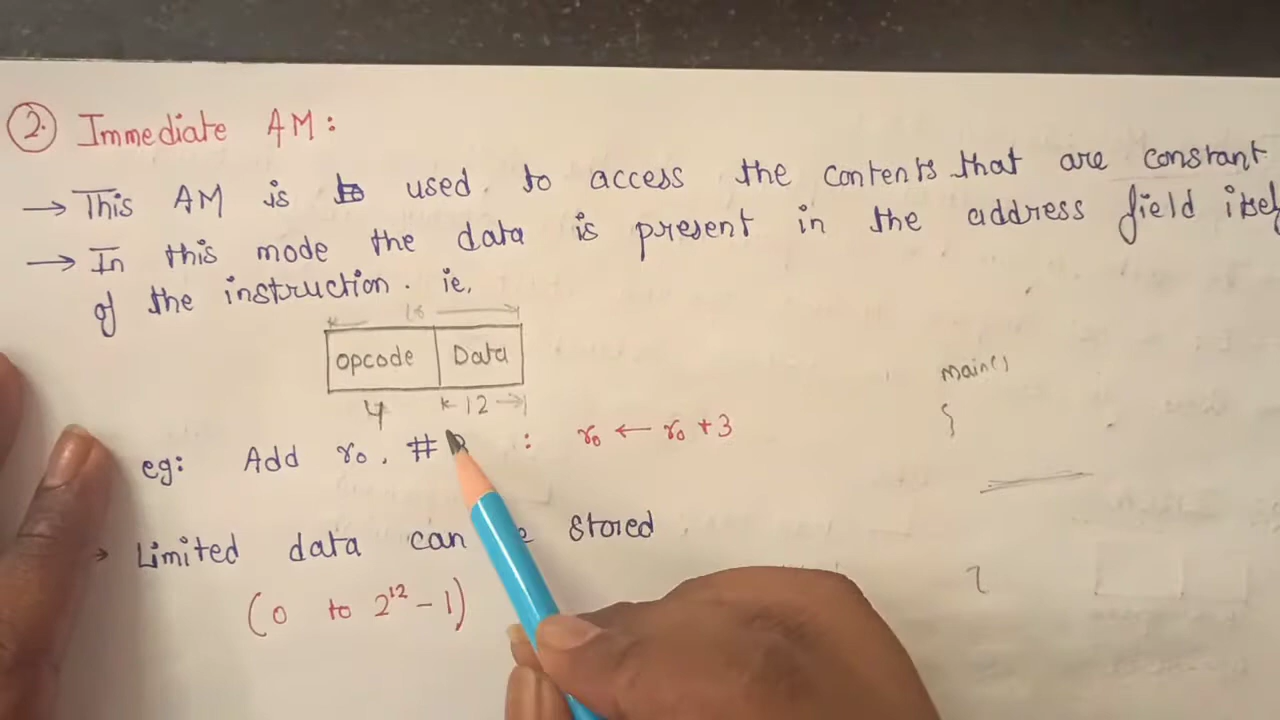 2. Immediate AM:
→ This AM is used to access the contents that are constant
→ In this mode the data is present in the address field itself
of the instruction. ie,
16
opcode Data
4 12
main()
{
eg: Add r₀, # : r₀ ← r₀ + 3
→ Limited data can be stored
(0 to 2¹² - 1)